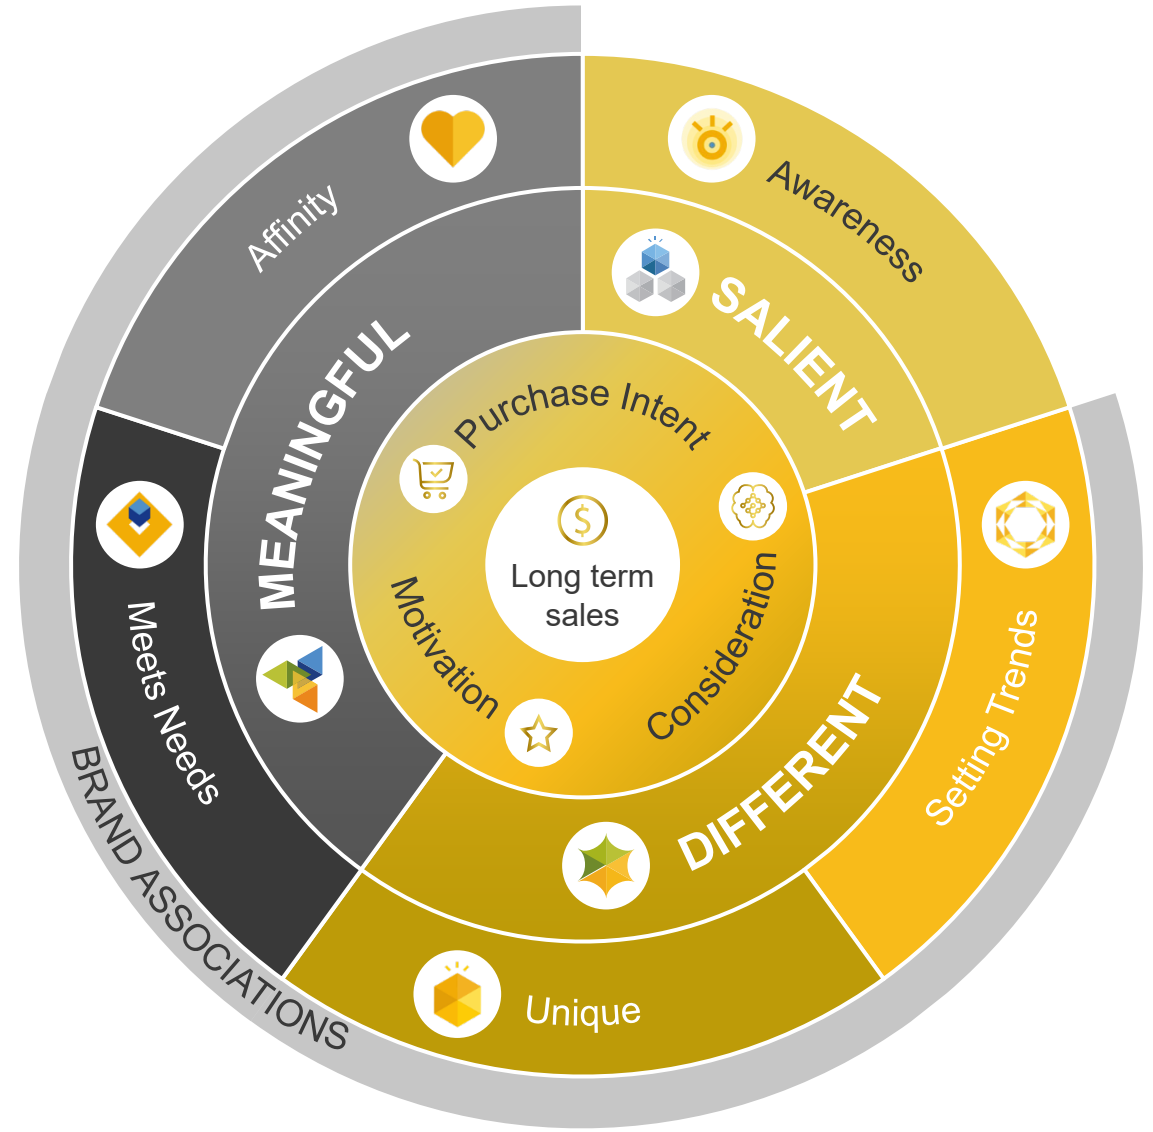 Affinity
Awareness
SALIENT
MEANINGFUL
Purchase Intent
$
Long term
sales
Motivation
Consideration
Meets Needs
Setting Trends
DIFFERENT
Unique
BRAND ASSOCIATIONS